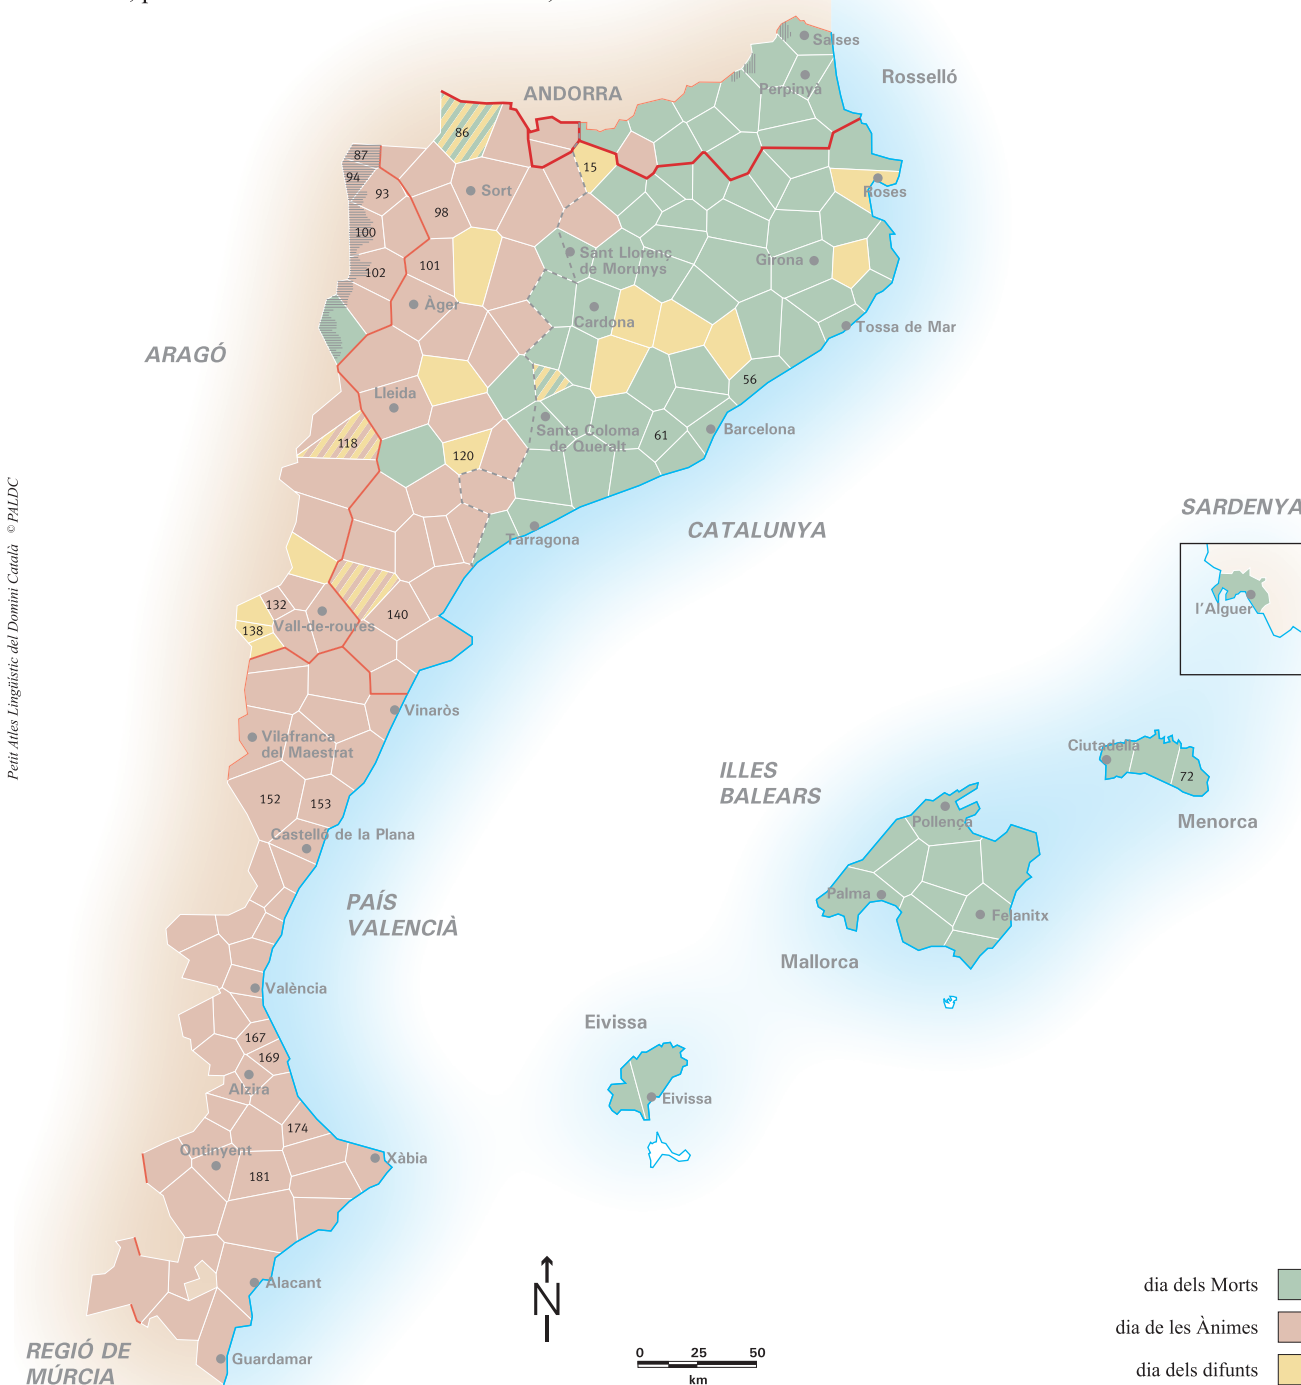 Salses
Rosselló
Perpinyà
ANDORRA
86
87
15
94
93
Sort
Roses
98
100
Sant Llorenç
de Morunys
Girona
101
102
Àger
Cardona
Tossa de Mar
ARAGÓ
56
Lleida
Santa Coloma
de Queralt
61
Barcelona
118
120
Petit Atles Lingüístic del Domini Català © PALDC
SARDENYA
CATALUNYA
Tarragona
132
l'Alguer
140
138
Vall-de-roures
Vinaròs
Vilafranca
del Maestrat
Ciutadella
ILLES
BALEARS
72
152
153
Pollença
Menorca
Castelló de la Plana
PAÍS
VALENCIÀ
Palma
Felanitx
Mallorca
València
Eivissa
167
169
Alzira
Eivissa
174
Ontinyent
Xàbia
181
Alacant
dia dels Morts
N
dia de les Ànimes
REGIÓ DE
MÚRCIA
Guardamar
0 25 50
km
dia dels difunts